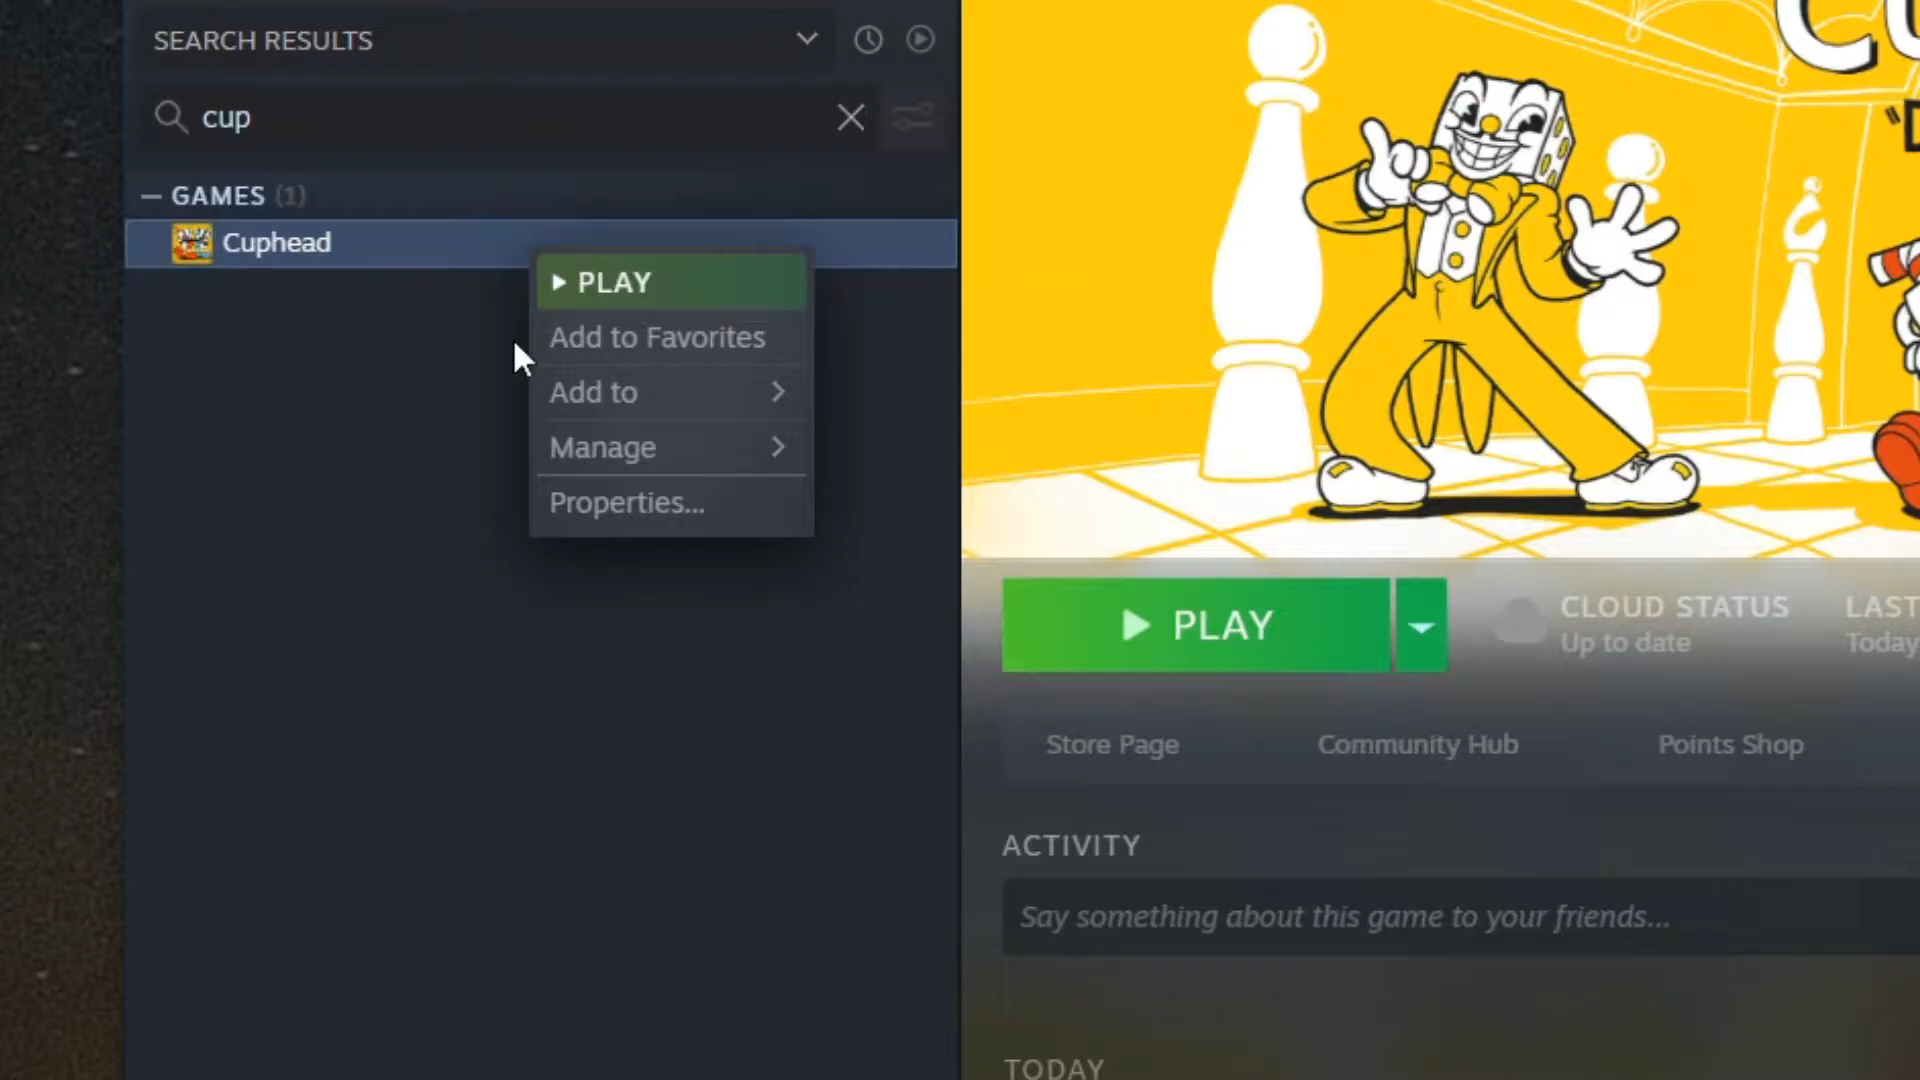 SEARCH RESULTS
cup
GAMES (1)
Cuphead
PLAY
Add to Favorites
Add to
Manage
Properties...
PLAY
CLOUD STATUS
Up to date
LAST
Today
Store Page
Community Hub
Points Shop
ACTIVITY
Say something about this game to your friends...
TODAY